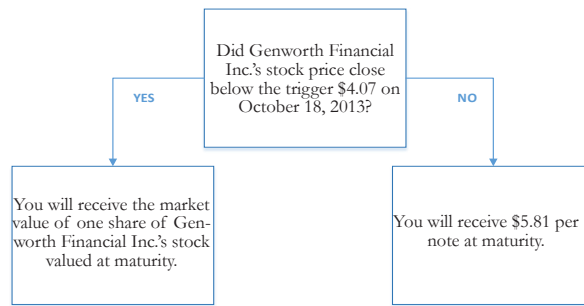 Did Genworth Financial
Inc.'s stock price close
below the trigger $4.07 on
October 18, 2013?
YES
NO
You will receive the market
value of one share of Gen-
worth Financial Inc.'s stock
valued at maturity.
You will receive $5.81 per
note at maturity.